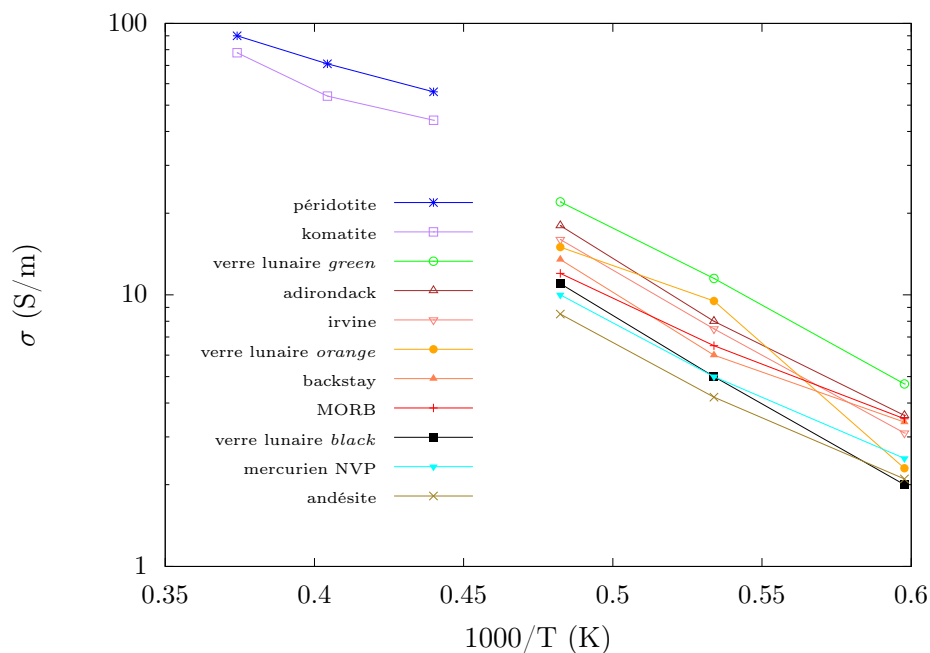 100
10
1
σ (S/m)
péridotite
komatite
verre lunaire green
adirondack
irvine
verre lunaire orange
backstay
MORB
verre lunaire black
mercurien NVP
andésite
0.35 0.4 0.45 0.5 0.55 0.6
1000/T (K)